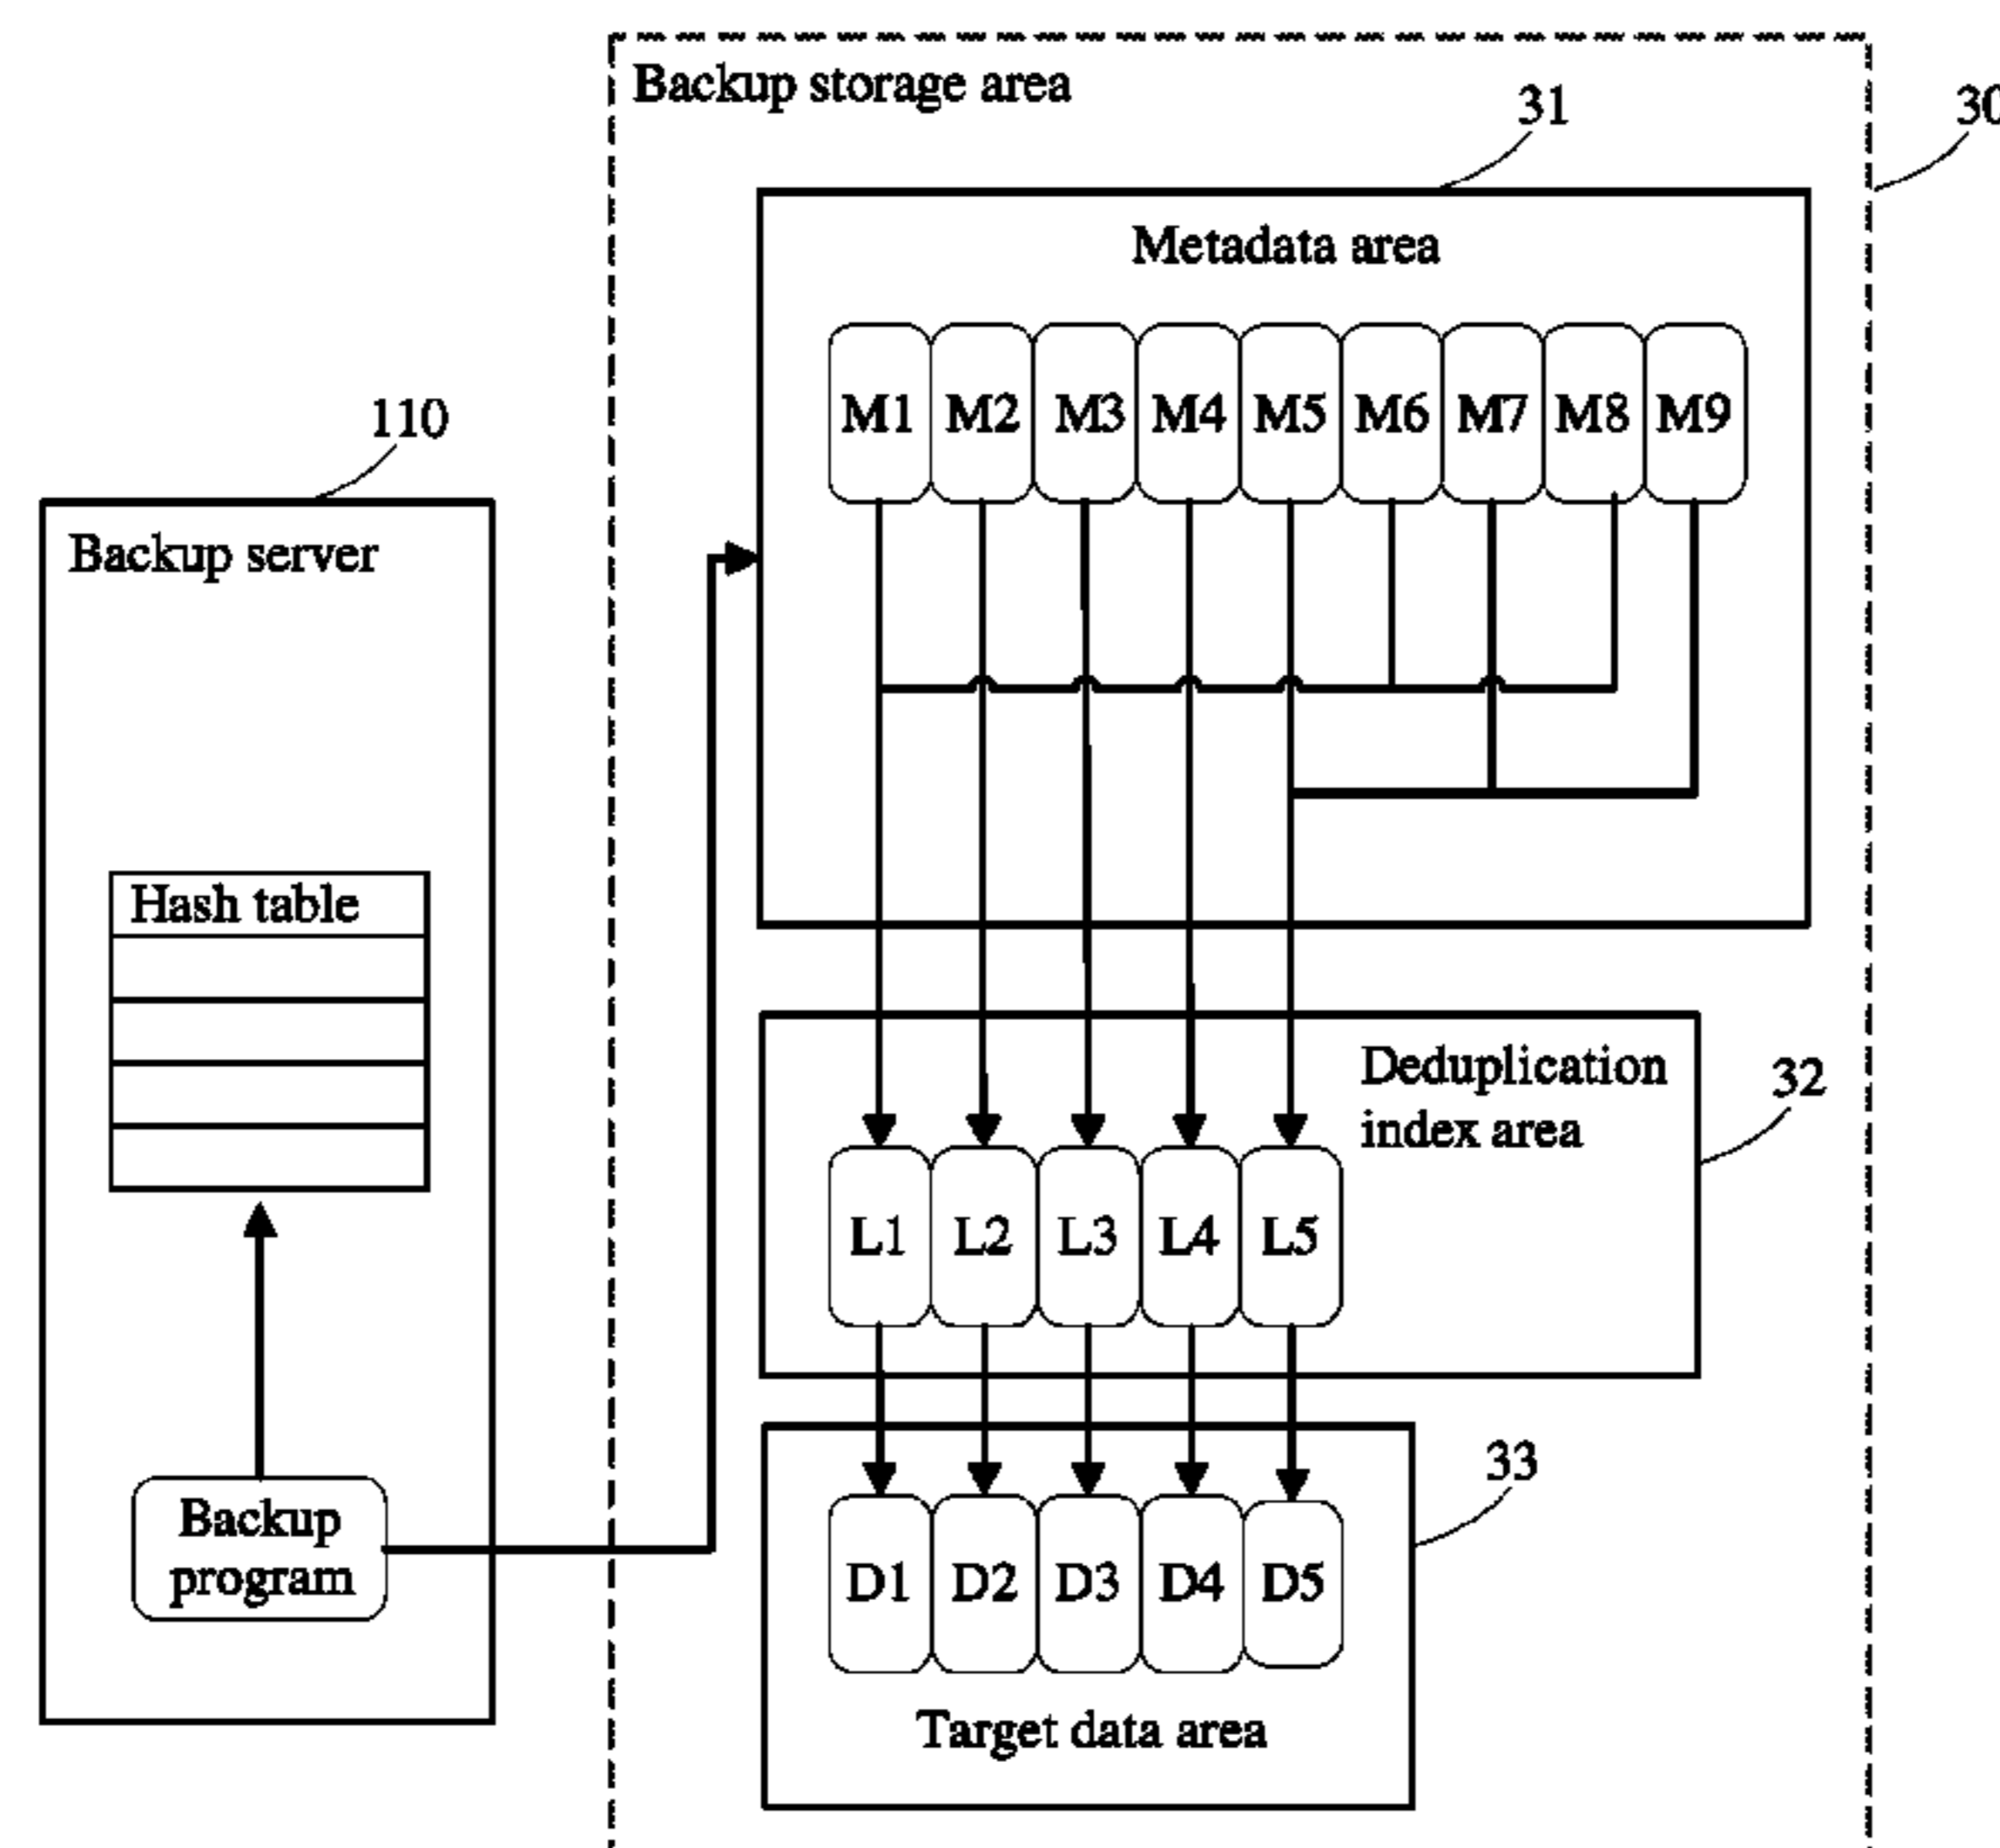 Backup storage area
31
30
Metadata area
M1 M2 M3 M4 M5 M6 M7 M8 M9
110
Backup server
Hash table
Deduplication
index area
32
L1 L2 L3 L4 L5
33
Backup
program
D1 D2 D3 D4 D5
Target data area